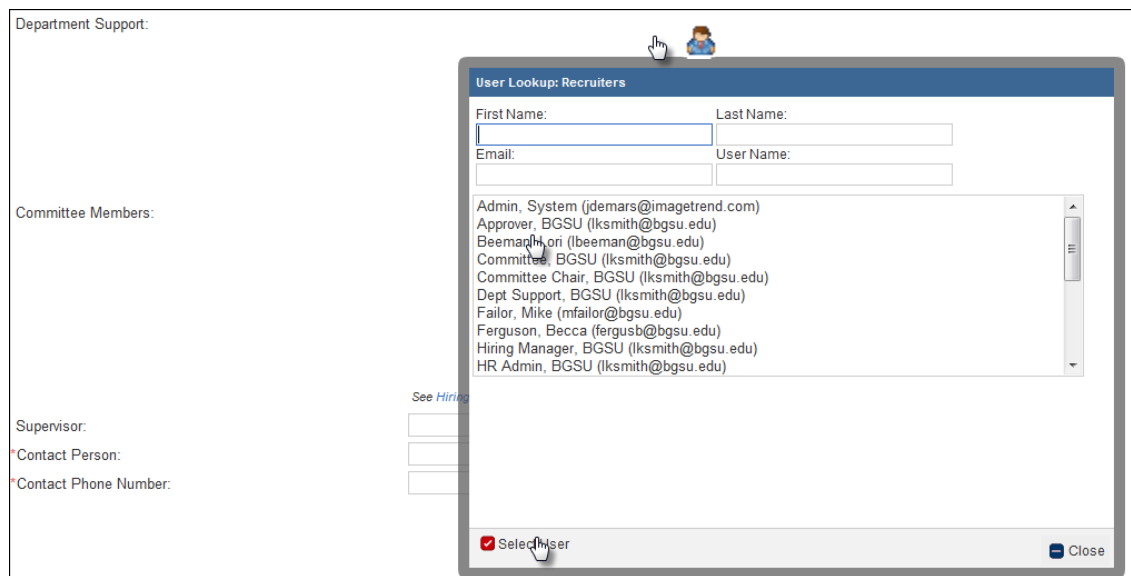 Department Support:
User Lookup: Recruiters
First Name: Last Name:
Email: User Name:
Admin, System (jdemars@imagetrend.com)
Approver, BGSU (lksmith@bgsu.edu)
Beeman, Lori (lbeeman@bgsu.edu)
Committee, BGSU (lksmith@bgsu.edu)
Committee Chair, BGSU (lksmith@bgsu.edu)
Dept Support, BGSU (lksmith@bgsu.edu)
Failor, Mike (mfailor@bgsu.edu)
Ferguson, Becca (fergusb@bgsu.edu)
Hiring Manager, BGSU (lksmith@bgsu.edu)
HR Admin, BGSU (lksmith@bgsu.edu)
Select User
Close
Committee Members:
See Hiring
Supervisor:
*Contact Person:
*Contact Phone Number: